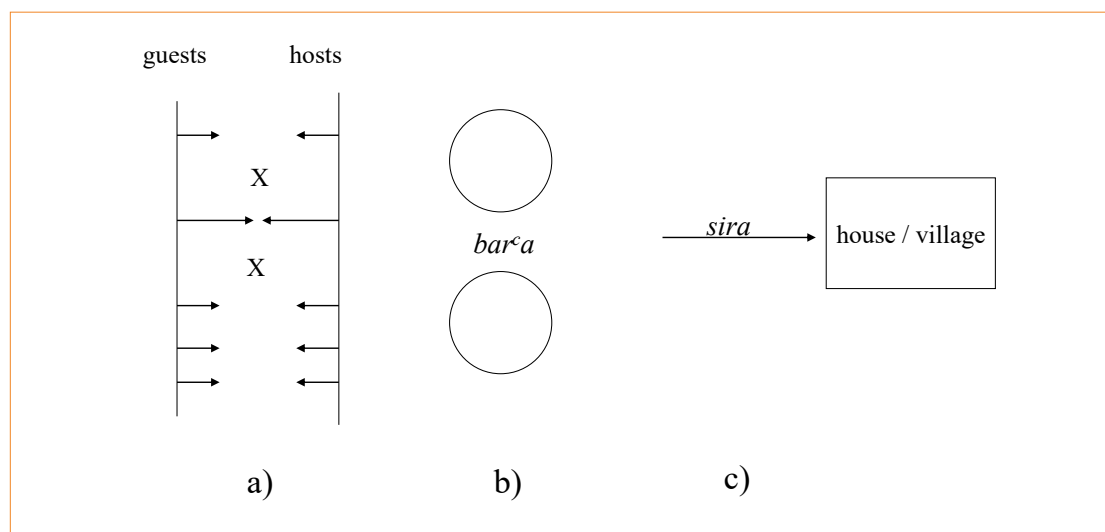 guests hosts
X
sira
barᶜa
house / village
X
a) b) c)